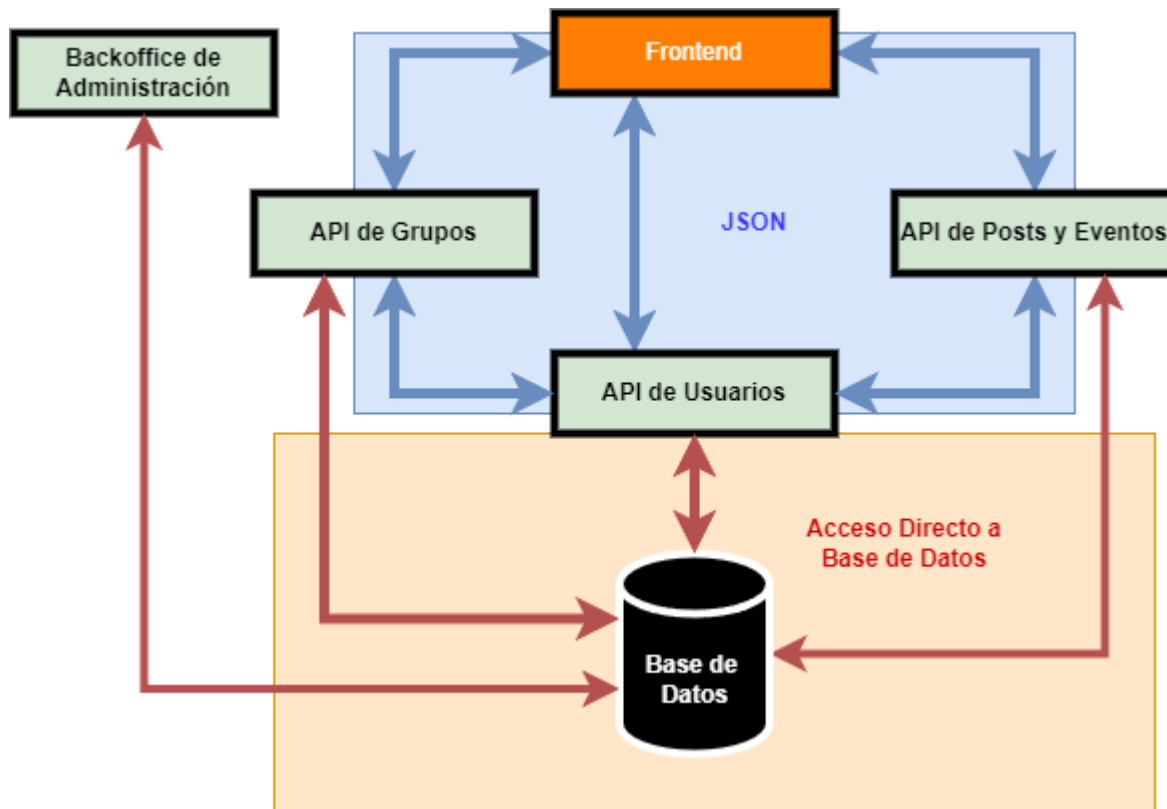 Backoffice de
Administración
Frontend
API de Grupos
JSON
API de Posts y Eventos
API de Usuarios
Acceso Directo a
Base de Datos
Base de
Datos